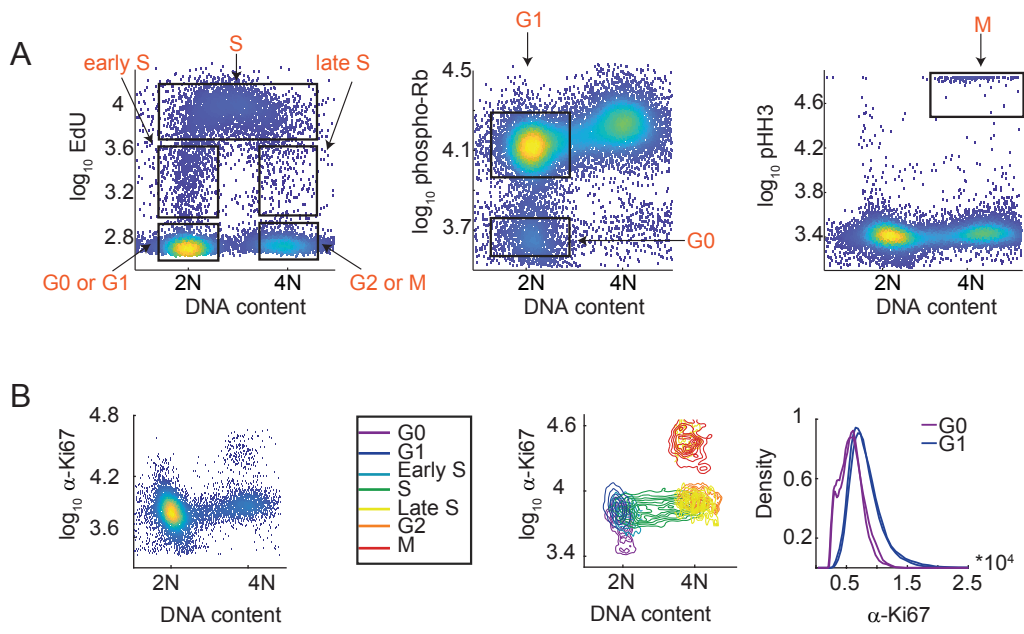 A
early S
S
late S
log10 EdU
4
3.6
3.2
2.8
G0 or G1
G2 or M
2N
4N
DNA content
G1
log10 phospho-Rb
4.5
4.1
3.7
G0
2N
4N
DNA content
M
log10 pHH3
4.6
3.8
3.4
2N
4N
DNA content
B
log10 α-Ki67
4.8
4.2
3.6
2N
4N
DNA content
G0
G1
Early S
S
Late S
G2
M
log10 α-Ki67
4.6
4
3.4
2N
4N
DNA content
Density
1
0.6
0.2
G0
G1
*10⁴
0.5
1.5
2.5
α-Ki67